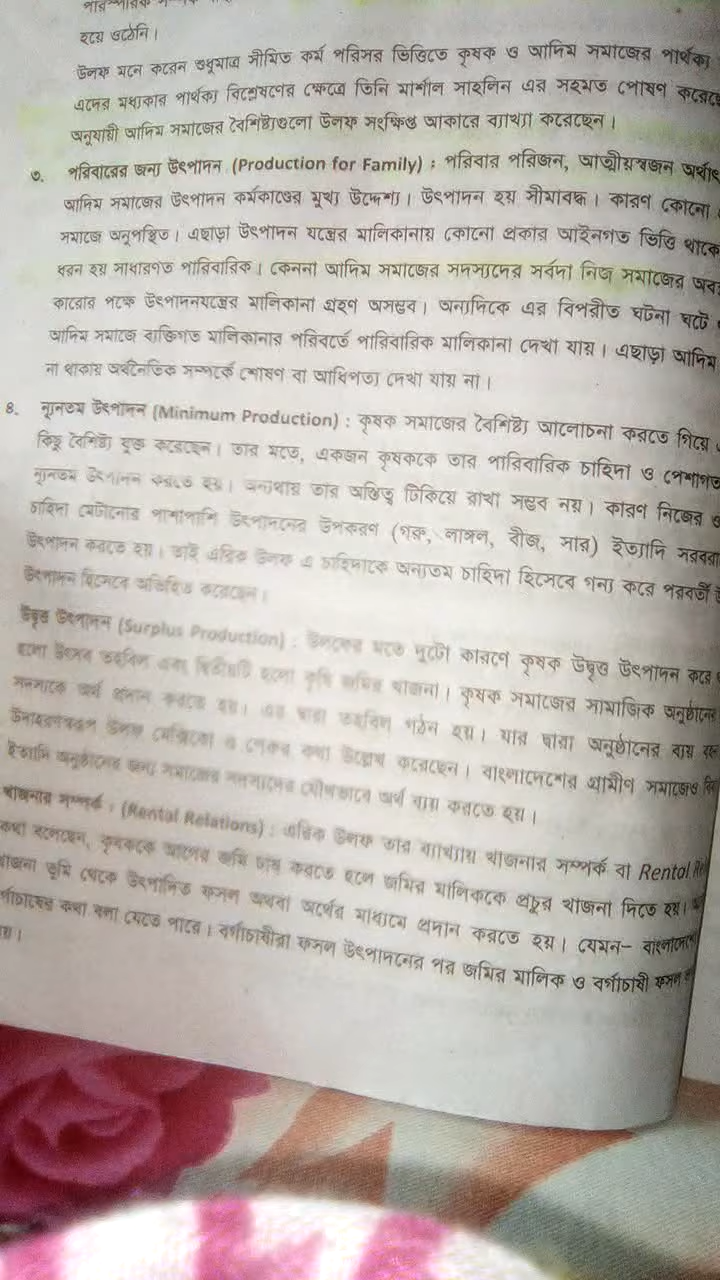 হয়ে ওঠেনি।
উলফ মনে করেন শুধুমাত্র সীমিত কর্ম পরিসর ভিত্তিতে কৃষক ও আদিম সমাজের পার্থক্য
এদের মধ্যকার পার্থক্য বিশ্লেষণের ক্ষেত্রে তিনি মার্শাল সাহলিন এর সহমত পোষণ করেছে
অনুযায়ী আদিম সমাজের বৈশিষ্ট্যগুলো উলফ সংক্ষিপ্ত আকারে ব্যাখ্যা করেছেন।
৩. পরিবারের জন্য উৎপাদন (Production for Family) : পরিবার পরিজন, আত্মীয়স্বজন অর্থাৎ
আদিম সমাজের উৎপাদন কর্মকাণ্ডের মুখ্য উদ্দেশ্য। উৎপাদন হয় সীমাবদ্ধ। কারণ কোনো
সমাজে অনুপস্থিত। এছাড়া উৎপাদন যন্ত্রের মালিকানায় কোনো প্রকার আইনগত ভিত্তি থাকে
ধরন হয় সাধারণত পারিবারিক। কেননা আদিম সমাজের সদস্যদের সর্বদা নিজ সমাজের অব
কারোর পক্ষে উৎপাদনযন্ত্রের মালিকানা গ্রহণ অসম্ভব। অন্যদিকে এর বিপরীত ঘটনা ঘটে
আদিম সমাজে ব্যক্তিগত মালিকানার পরিবর্তে পারিবারিক মালিকানা দেখা যায়। এছাড়া আদিম
না থাকায় অর্থনৈতিক সম্পর্কে শোষণ বা আধিপত্য দেখা যায় না।
৪. ন্যূনতম উৎপাদন (Minimum Production) : কৃষক সমাজের বৈশিষ্ট্য আলোচনা করতে গিয়ে
কিছু বৈশিষ্ট্য যুক্ত করেছেন। তার মতে, একজন কৃষককে তার পারিবারিক চাহিদা ও পেশাগত
ন্যূনতম উৎপাদন করতে হয়। অন্যথায় তার অস্তিত্ব টিকিয়ে রাখা সম্ভব নয়। কারণ নিজের ও
চাহিদা মেটানোর পাশাপাশি উৎপাদনের উপকরণ (গরু, লাঙ্গল, বীজ, সার) ইত্যাদি সরবরা
উৎপাদন করতে হয়। তাই এরিক উলফ এ চাহিদাকে অন্যতম চাহিদা হিসেবে গন্য করে পরবর্তী
উৎপাদন হিসেবে অভিহিত করেছেন।
উদ্বৃত্ত উৎপাদন (Surplus Production) : উলফের মতে দুটো কারণে কৃষক উদ্বৃত্ত উৎপাদন করে
হলো উৎসব তহবিল এবং দ্বিতীয়টি হলো কৃষি জমির খাজনা। কৃষক সমাজের সামাজিক অনুষ্ঠানের
সদস্যকে অর্থ প্রদান করতে হয়। এর দ্বারা তহবিল গঠন হয়। যার দ্বারা অনুষ্ঠানের ব্যয় বহন
উদাহরণস্বরূপ উলফ মেক্সিকো ও পেরুর কথা উল্লেখ করেছেন। বাংলাদেশের গ্রামীণ সমাজেও
ইত্যাদি অনুষ্ঠানের জন্য সমাজের সদস্যদের যৌথভাবে অর্থ ব্যয় করতে হয়।
খাজনার সম্পর্ক : (Rental Relations) : এরিক উলফ তার ব্যাখ্যায় খাজনার সম্পর্ক বা Rental
কথা বলেছেন, কৃষককে অন্যের জমি চাষ করতে হলে জমির মালিককে প্রচুর খাজনা দিতে হয়।
খাজনা ভূমি থেকে উৎপাদিত ফসল অথবা অর্থের মাধ্যমে প্রদান করতে হয়। যেমন– বাংলাদেশে
বর্গাচাষের কথা বলা যেতে পারে। বর্গাচাষীরা ফসল উৎপাদনের পর জমির মালিক ও বর্গাচাষী ফসল